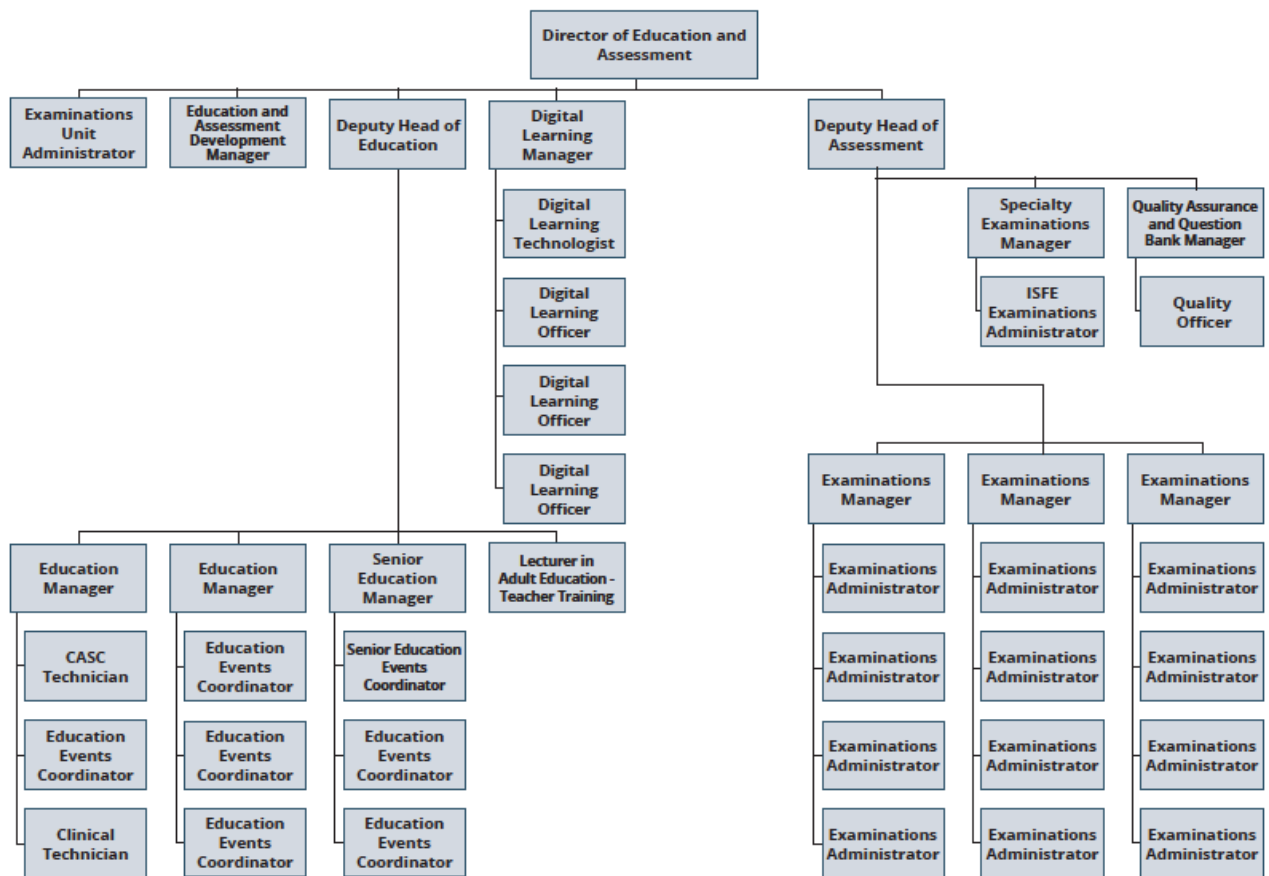 Director of Education and
Assessment
Examinations
Unit
Administrator
Education and
Assessment
Development
Manager
Deputy Head of
Education
Digital
Learning
Manager
Deputy Head of
Assessment
Digital
Learning
Technologist
Digital
Learning
Officer
Digital
Learning
Officer
Digital
Learning
Officer
Specialty
Examinations
Manager
Quality Assurance
and Question
Bank Manager
ISFE
Examinations
Administrator
Quality
Officer
Education
Manager
Education
Manager
Senior
Education
Manager
Lecturer in
Adult Education -
Teacher Training
CASC
Technician
Education
Events
Coordinator
Senior Education
Events
Coordinator
Education
Events
Coordinator
Education
Events
Coordinator
Education
Events
Coordinator
Clinical
Technician
Education
Events
Coordinator
Education
Events
Coordinator
Examinations
Manager
Examinations
Manager
Examinations
Manager
Examinations
Administrator
Examinations
Administrator
Examinations
Administrator
Examinations
Administrator
Examinations
Administrator
Examinations
Administrator
Examinations
Administrator
Examinations
Administrator
Examinations
Administrator
Examinations
Administrator
Examinations
Administrator
Examinations
Administrator